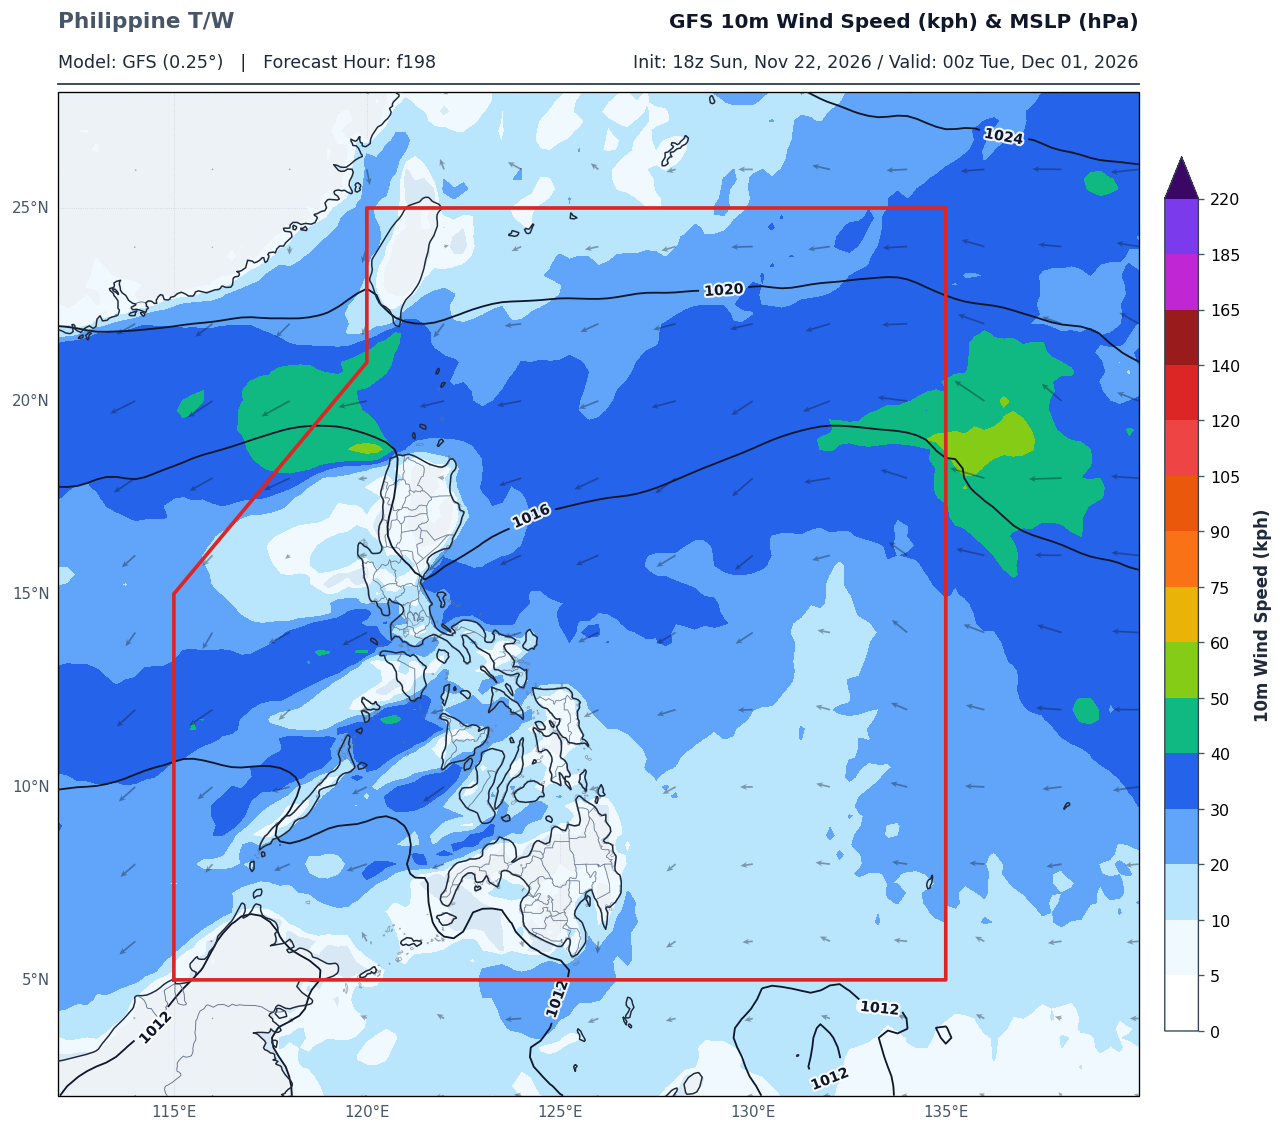 Philippine T/W
GFS 10m Wind Speed (kph) & MSLP (hPa)
Model: GFS (0.25°) | Forecast Hour: f198
Init: 18z Sun, Nov 22, 2026 / Valid: 00z Tue, Dec 01, 2026
1024
25°N
1020
20°N
1016
15°N
10°N
5°N
1012
1012
1012
1012
115°E
120°E
125°E
130°E
135°E
220
185
165
140
120
105
90
75
60
50
40
30
20
10
5
0
10m Wind Speed (kph)